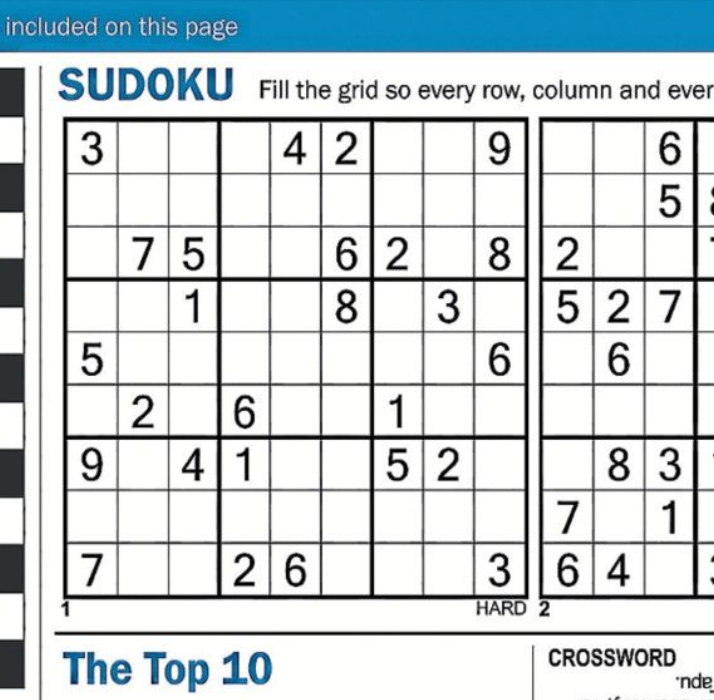 included on this page
SUDOKU Fill the grid so every row, column and ever
3 4 2 9 6
5
7 5 6 2 8 2
1 8 3 5 2 7
5 6 6
2 6 1
9 4 1 5 2 8 3
7 1
7 2 6 3 6 4
1 HARD 2
The Top 10 CROSSWORD